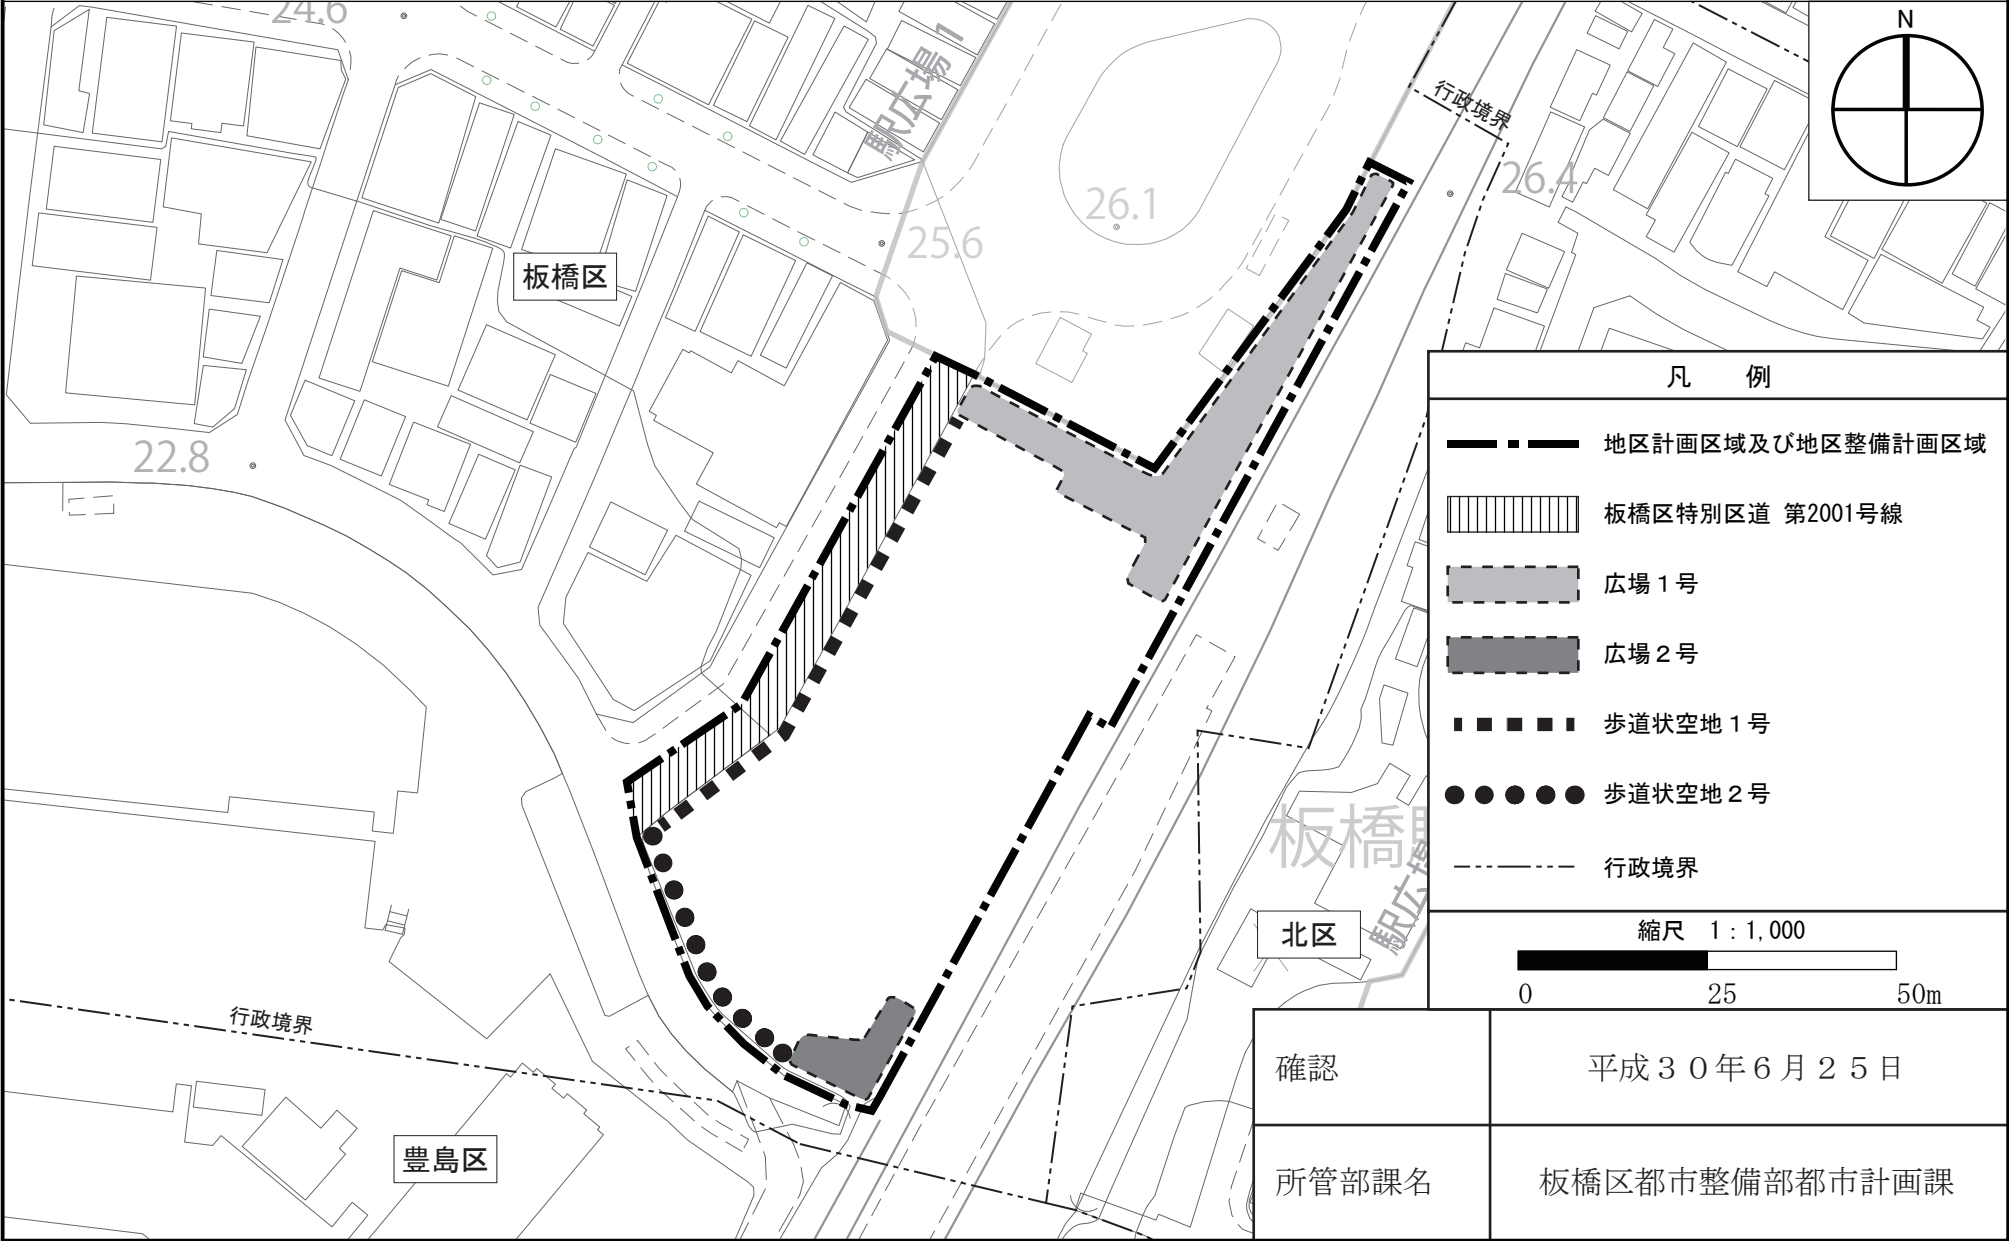 24.6
駅広場1
行政境界
N
26.4
26.1
25.6
板橋区
22.8
凡 例
地区計画区域及び地区整備計画区域
板橋区特別区道 第2001号線
広場1号
広場2号
歩道状空地1号
歩道状空地2号
行政境界
板橋
駅広場
北区
縮尺 1:1,000
0 25 50m
行政境界
豊島区
確認 平成30年6月25日
所管部課名 板橋区都市整備部都市計画課